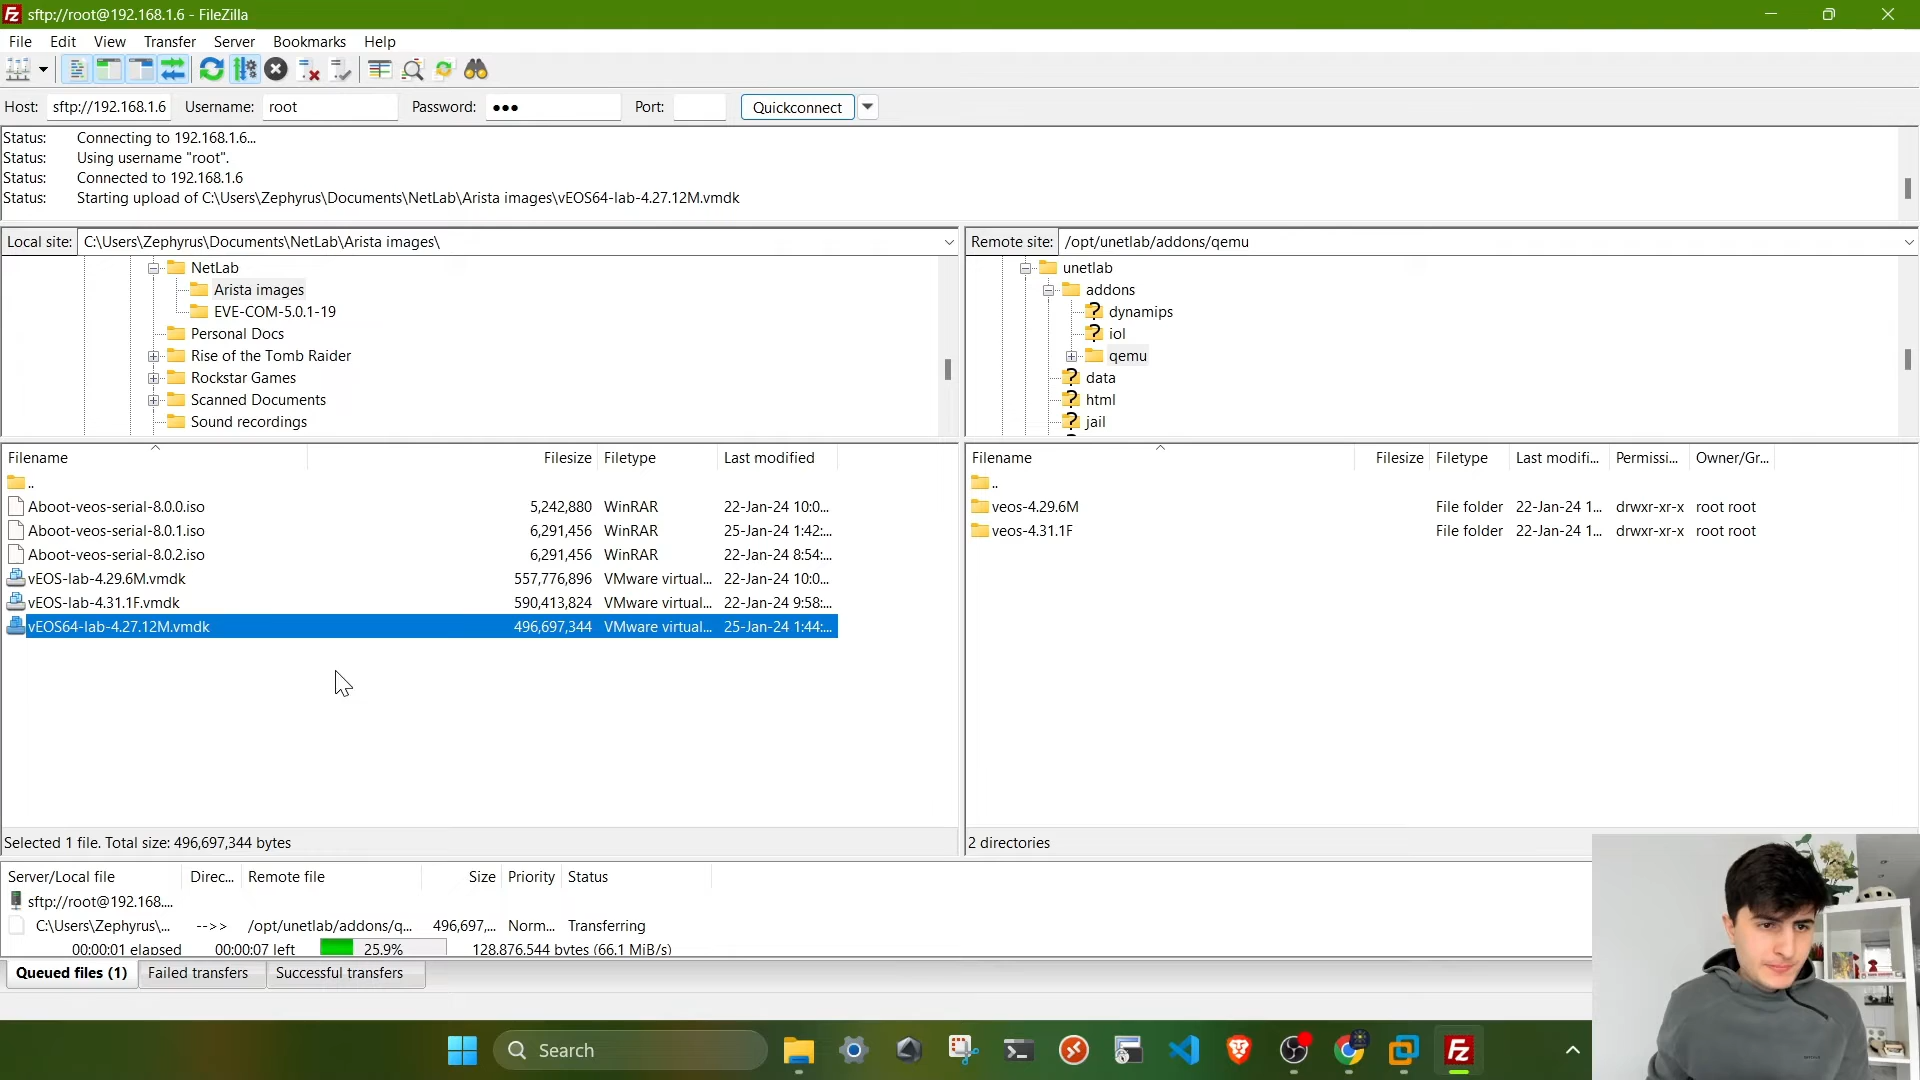 sftp://root@192.168.1.6 - FileZilla
File Edit View Transfer Server Bookmarks Help
Host: sftp://192.168.1.6 Username: root Password: ●●● Port: Quickconnect
Status: Connecting to 192.168.1.6...
Status: Using username "root".
Status: Connected to 192.168.1.6
Status: Starting upload of C:\Users\Zephyrus\Documents\NetLab\Arista images\vEOS64-lab-4.27.12M.vmdk
Local site: C:\Users\Zephyrus\Documents\NetLab\Arista images\
NetLab
Arista images
EVE-COM-5.0.1-19
Personal Docs
Rise of the Tomb Raider
Rockstar Games
Scanned Documents
Sound recordings
Remote site: /opt/unetlab/addons/qemu
unetlab
addons
dynamips
iol
qemu
data
html
jail
Filename Filesize Filetype Last modified
..
Aboot-veos-serial-8.0.0.iso 5,242,880 WinRAR 22-Jan-24 10:0...
Aboot-veos-serial-8.0.1.iso 6,291,456 WinRAR 25-Jan-24 1:42:...
Aboot-veos-serial-8.0.2.iso 6,291,456 WinRAR 22-Jan-24 8:54:...
vEOS-lab-4.29.6M.vmdk 557,776,896 VMware virtual... 22-Jan-24 10:0...
vEOS-lab-4.31.1F.vmdk 590,413,824 VMware virtual... 22-Jan-24 9:58:...
vEOS64-lab-4.27.12M.vmdk 496,697,344 VMware virtual... 25-Jan-24 1:44:...
Selected 1 file. Total size: 496,697,344 bytes
Filename Filesize Filetype Last modifi... Permissi... Owner/Gr...
..
veos-4.29.6M File folder 22-Jan-24 1... drwxr-xr-x root root
veos-4.31.1F File folder 22-Jan-24 1... drwxr-xr-x root root
2 directories
Server/Local file Direc... Remote file Size Priority Status
sftp://root@192.168....
C:\Users\Zephyrus\... -->> /opt/unetlab/addons/q... 496,697,... Norm... Transferring
00:00:01 elapsed 00:00:07 left 25.9% 128,876,544 bytes (66.1 MiB/s)
Queued files (1) Failed transfers Successful transfers
Search